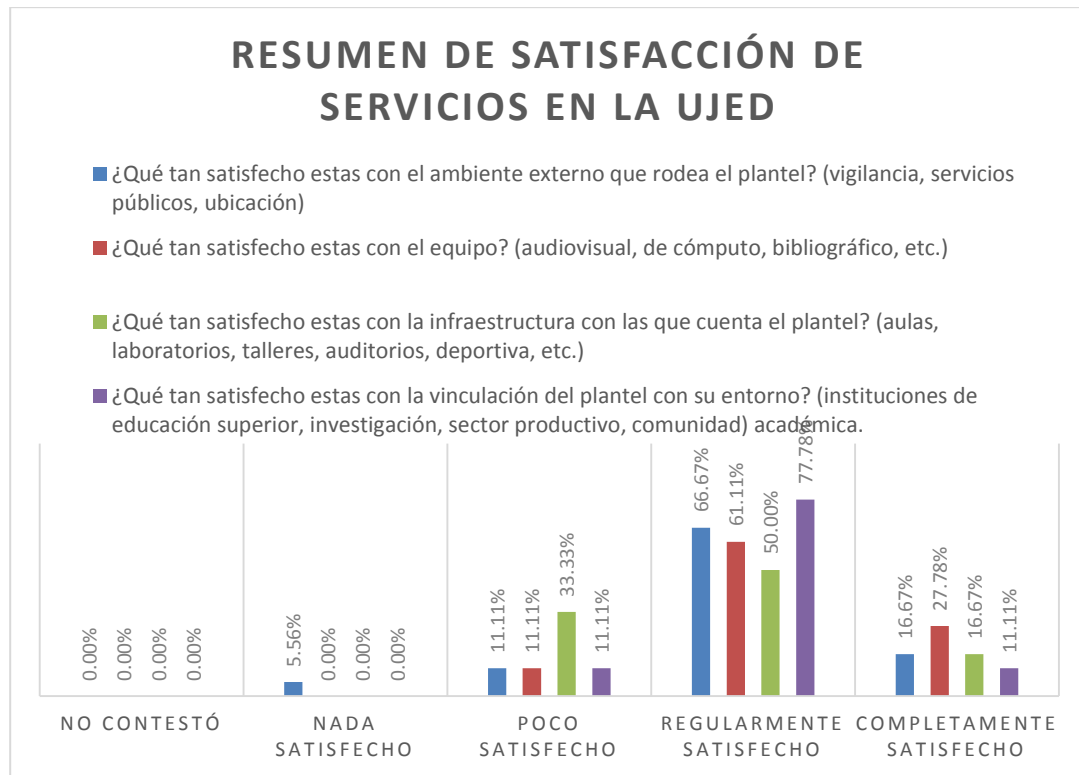 RESUMEN DE SATISFACCIÓN DE
SERVICIOS EN LA UJED
¿Qué tan satisfecho estas con el ambiente externo que rodea el plantel? (vigilancia, servicios
públicos, ubicación)
¿Qué tan satisfecho estas con el equipo? (audiovisual, de cómputo, bibliográfico, etc.)
¿Qué tan satisfecho estas con la infraestructura con las que cuenta el plantel? (aulas,
laboratorios, talleres, auditorios, deportiva, etc.)
¿Qué tan satisfecho estas con la vinculación del plantel con su entorno? (instituciones de
educación superior, investigación, sector productivo, comunidad) académica.
0.00%
0.00%
0.00%
0.00%
5.56%
0.00%
0.00%
0.00%
11.11%
11.11%
33.33%
11.11%
66.67%
61.11%
50.00%
77.78%
16.67%
27.78%
16.67%
11.11%
NO CONTESTÓ
NADA
SATISFECHO
POCO
SATISFECHO
REGULARMENTE
SATISFECHO
COMPLETAMENTE
SATISFECHO